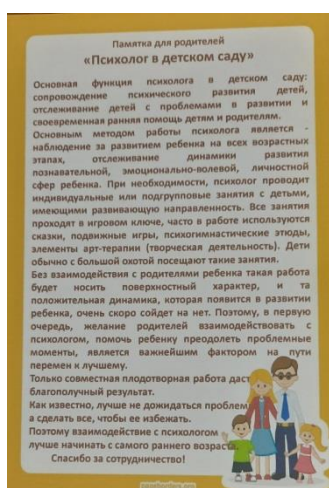 Памятка для родителей
«Психолог в детском саду»
Основная функция психолога в детском саду:
сопровождение психического развития детей,
отслеживание детей с проблемами в развитии и
своевременная ранняя помощь детям и родителям.
Основным методом работы психолога является -
наблюдение за развитием ребенка на всех возрастных
этапах, отслеживание динамики развития
познавательной, эмоционально-волевой, личностной
сфер ребенка. При необходимости, психолог проводит
индивидуальные или подгрупповые занятия с детьми,
имеющими развивающую направленность. Все занятия
проходят в игровом ключе, часто в работе используются
сказки, подвижные игры, психогимнастические этюды,
элементы арт-терапии (творческая деятельность). Дети
обычно с большой охотой посещают такие занятия.
Без взаимодействия с родителями ребенка такая работа
будет носить поверхностный характер, и та
положительная динамика, которая появится в развитии
ребенка, очень скоро сойдет на нет. Поэтому, в первую
очередь, желание родителей взаимодействовать с
психологом, помочь ребенку преодолеть проблемные
моменты, является важнейшим фактором на пути
перемен к лучшему.
Только совместная плодотворная работа даст
благополучный результат.
Как известно, лучше не дожидаться проблем
а сделать все, чтобы ее избежать.
Поэтому взаимодействие с психологом
лучше начинать с самого раннего возраста.
Спасибо за сотрудничество!